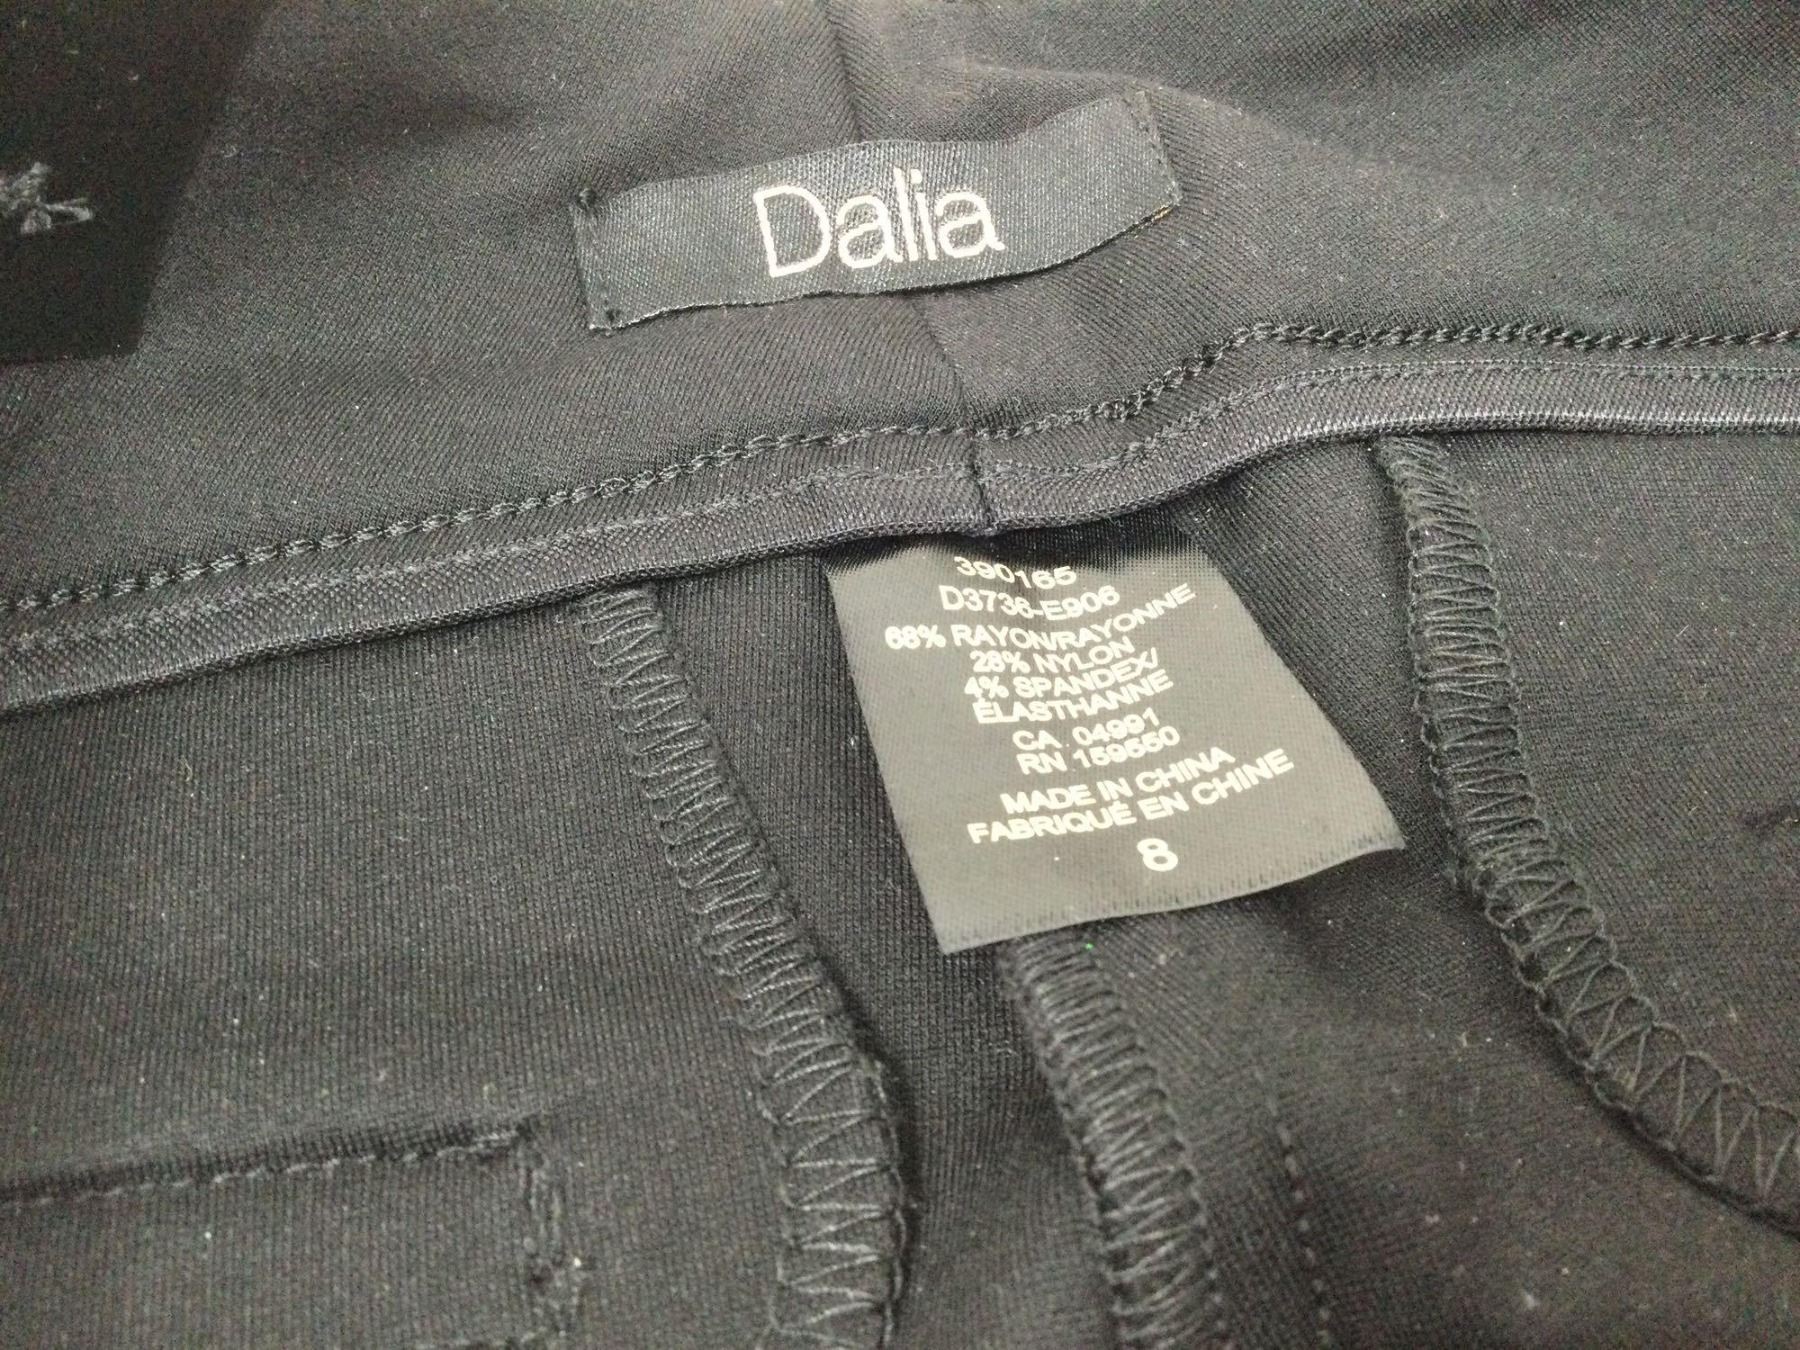 Dalia
390165
D3736-E906
68% RAYON/RAYONNE
28% NYLON
4% SPANDEX/
ÉLASTHANNE
CA 04991
RN 159550
MADE IN CHINA
FABRIQUÉ EN CHINE
8